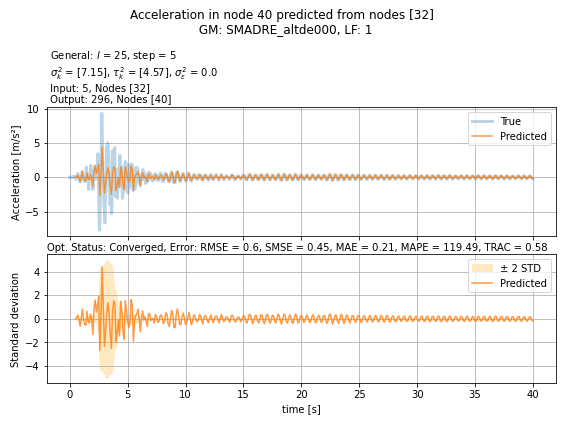 Acceleration in node 40 predicted from nodes [32]
GM: SMADRE_altde000, LF: 1
General: l = 25, step = 5
σ²ₖ = [7.15], τ²ₖ = [4.57], σ²ε = 0.0
Input: 5, Nodes [32]
Output: 296, Nodes [40]
Acceleration [m/s²]
10
5
0
−5
True
Predicted
Opt. Status: Converged, Error: RMSE = 0.6, SMSE = 0.45, MAE = 0.21, MAPE = 119.49, TRAC = 0.58
Standard deviation
4
2
0
−2
−4
± 2 STD
Predicted
0 5 10 15 20 25 30 35 40
time [s]